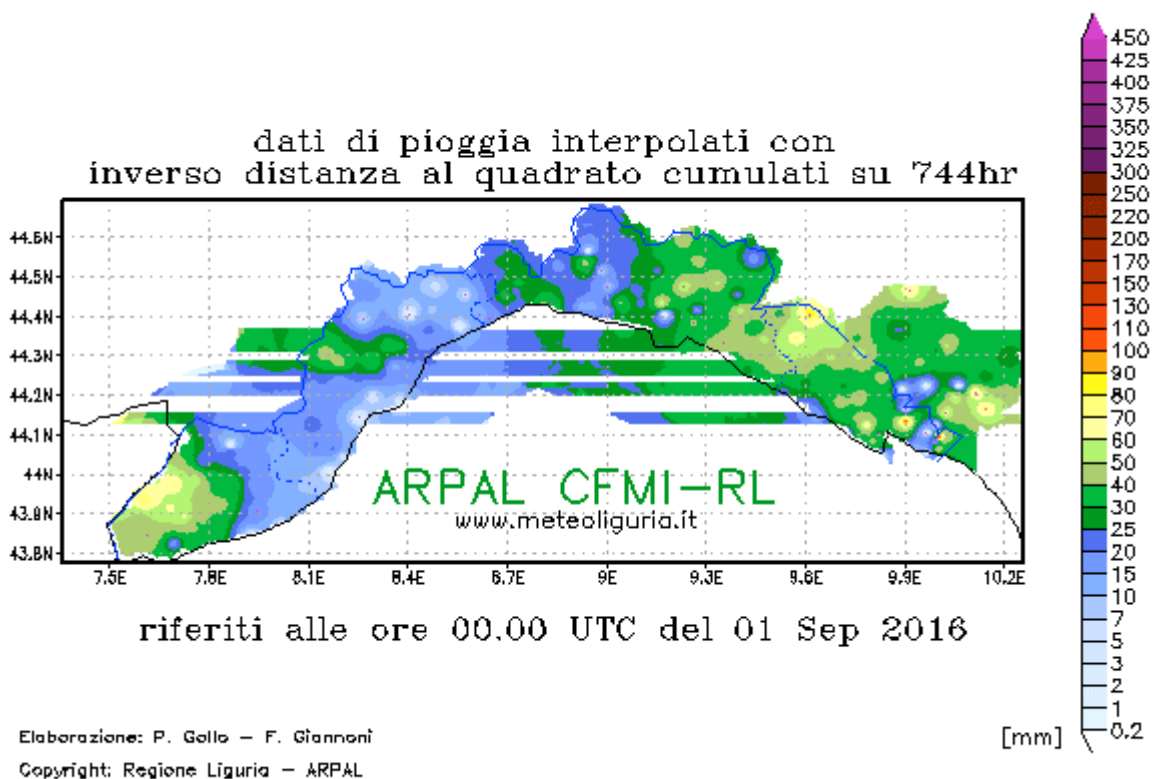 dati di pioggia interpolati con
inverso distanza al quadrato cumulati su 744hr
44.6N
44.5N
44.4N
44.3N
44.2N
44.1N
44N
43.9N
43.8N
7.5E 7.8E 8.1E 8.4E 8.7E 9E 9.3E 9.6E 9.9E 10.2E
ARPAL CFMI-RL
www.meteoliguria.it
riferiti alle ore 00.00 UTC del 01 Sep 2016
450
425
400
375
350
325
300
250
220
200
170
150
130
110
100
90
80
70
60
50
40
30
25
20
15
10
7
5
3
2
1
0.2
[mm]
Elaborazione: P. Gollo – F. Giannoni
Copyright: Regione Liguria – ARPAL